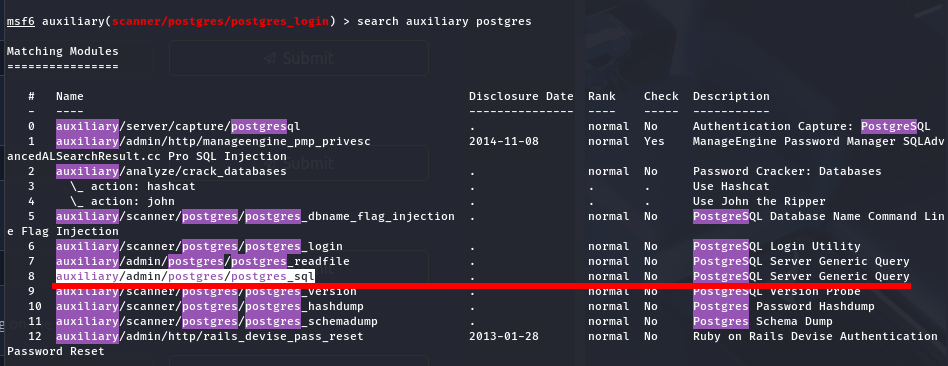 msf6 auxiliary(scanner/postgres/postgres_login) > search auxiliary postgres
Matching Modules
================
#   Name                                                  Disclosure Date  Rank    Check  Description
-   ----                                                  ---------------  ----    -----  -----------
0   auxiliary/server/capture/postgresql                   .                normal  No     Authentication Capture: PostgreSQL
1   auxiliary/admin/http/manageengine_pmp_privesc         2014-11-08       normal  Yes    ManageEngine Password Manager SQLAdv
ancedALSearchResult.cc Pro SQL Injection
2   auxiliary/analyze/crack_databases                     .                normal  No     Password Cracker: Databases
3     \_ action: hashcat                                  .                .       .      Use Hashcat
4     \_ action: john                                     .                .       .      Use John the Ripper
5   auxiliary/scanner/postgres/postgres_dbname_flag_injection  .           normal  No     PostgreSQL Database Name Command Lin
e Flag Injection
6   auxiliary/scanner/postgres/postgres_login             .                normal  No     PostgreSQL Login Utility
7   auxiliary/admin/postgres/postgres_readfile            .                normal  No     PostgreSQL Server Generic Query
8   auxiliary/admin/postgres/postgres_sql                 .                normal  No     PostgreSQL Server Generic Query
9   auxiliary/scanner/postgres/postgres_version           .                normal  No     PostgreSQL Version Probe
10  auxiliary/scanner/postgres/postgres_hashdump          .                normal  No     Postgres Password Hashdump
11  auxiliary/scanner/postgres/postgres_schemadump        .                normal  No     Postgres Schema Dump
12  auxiliary/admin/http/rails_devise_pass_reset          2013-01-28       normal  No     Ruby on Rails Devise Authentication
Password Reset
Submit